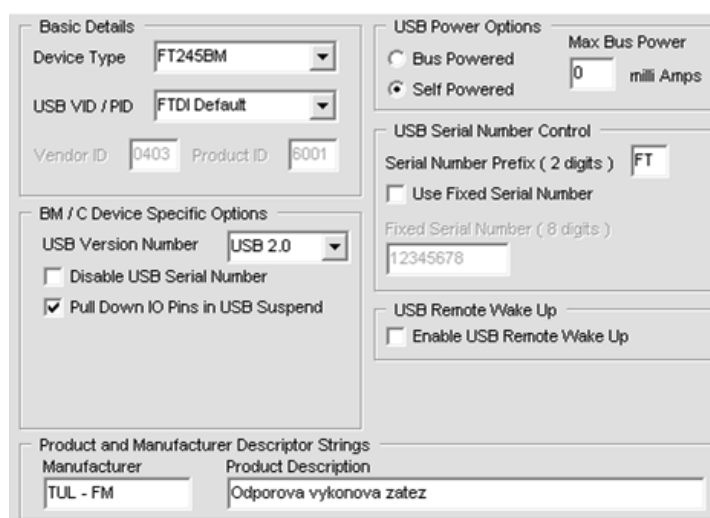 Basic Details
Device Type FT245BM
USB VID / PID FTDI Default
Vendor ID 0403 Product ID 6001
BM / C Device Specific Options
USB Version Number USB 2.0
Disable USB Serial Number
Pull Down IO Pins in USB Suspend
USB Power Options
Max Bus Power
Bus Powered
0 milli Amps
Self Powered
USB Serial Number Control
Serial Number Prefix ( 2 digits ) FT
Use Fixed Serial Number
Fixed Serial Number ( 8 digits )
12345678
USB Remote Wake Up
Enable USB Remote Wake Up
Product and Manufacturer Descriptor Strings
Manufacturer Product Description
TUL - FM Odporova vykonova zatez